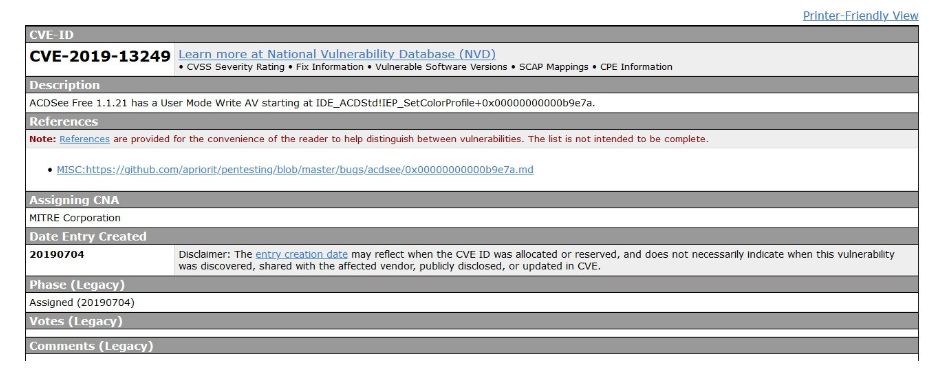 Printer-Friendly View
CVE-ID
CVE-2019-13249 Learn more at National Vulnerability Database (NVD)
• CVSS Severity Rating • Fix Information • Vulnerable Software Versions • SCAP Mappings • CPE Information
Description
ACDSee Free 1.1.21 has a User Mode Write AV starting at IDE_ACDStd!IEP_SetColorProfile+0x00000000000b9e7a.
References
Note: References are provided for the convenience of the reader to help distinguish between vulnerabilities. The list is not intended to be complete.
• MISC:https://github.com/apriorit/pentesting/blob/master/bugs/acdsee/0x00000000000b9e7a.md
Assigning CNA
MITRE Corporation
Date Entry Created
20190704 Disclaimer: The entry creation date may reflect when the CVE ID was allocated or reserved, and does not necessarily indicate when this vulnerability
was discovered, shared with the affected vendor, publicly disclosed, or updated in CVE.
Phase (Legacy)
Assigned (20190704)
Votes (Legacy)
Comments (Legacy)